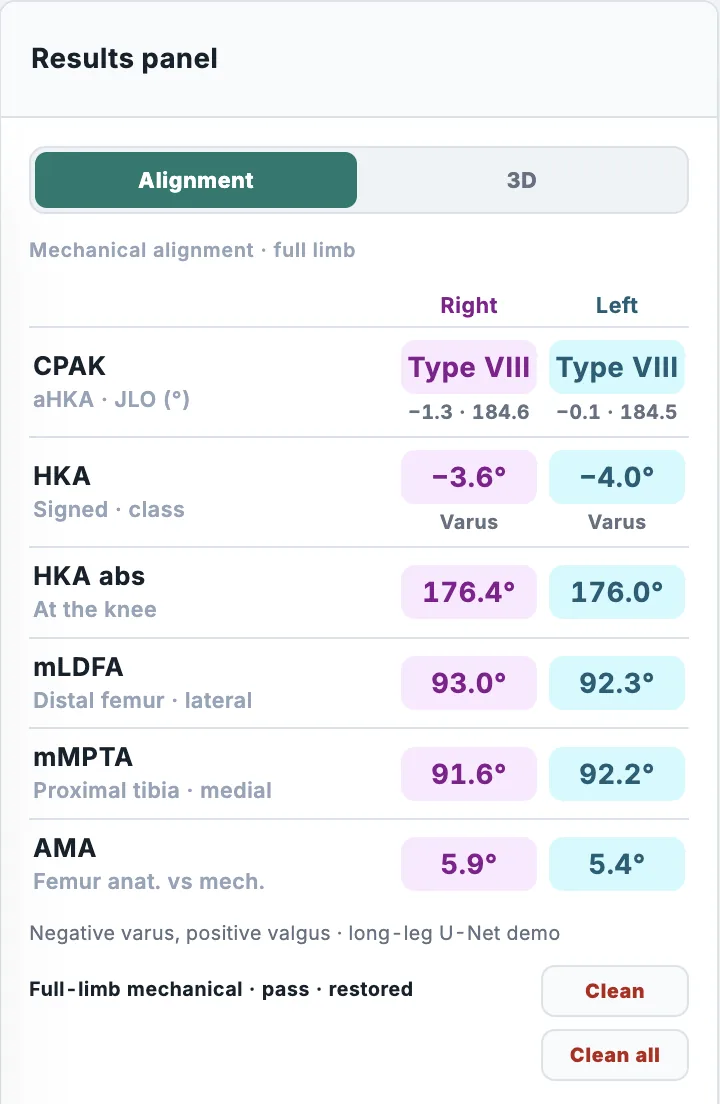 Results panel
Alignment 3D
Mechanical alignment · full limb
Right Left
CPAK Type VIII Type VIII
aHKA · JLO (°) −1.3 · 184.6 −0.1 · 184.5
HKA −3.6° −4.0°
Signed · class Varus Varus
HKA abs 176.4° 176.0°
At the knee
mLDFA 93.0° 92.3°
Distal femur · lateral
mMPTA 91.6° 92.2°
Proximal tibia · medial
AMA 5.9° 5.4°
Femur anat. vs mech.
Negative varus, positive valgus · long-leg U-Net demo
Full-limb mechanical · pass · restored Clean
Clean all